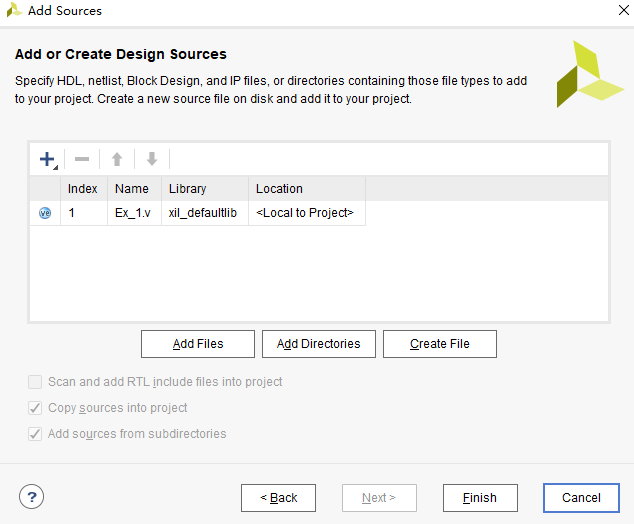 Add Sources
Add or Create Design Sources
Specify HDL, netlist, Block Design, and IP files, or directories containing those file types to add
to your project. Create a new source file on disk and add it to your project.
Index Name Library Location
ve 1 Ex_1.v xil_defaultlib <Local to Project>
Add Files Add Directories Create File
Scan and add RTL include files into project
Copy sources into project
Add sources from subdirectories
? < Back Next > Finish Cancel